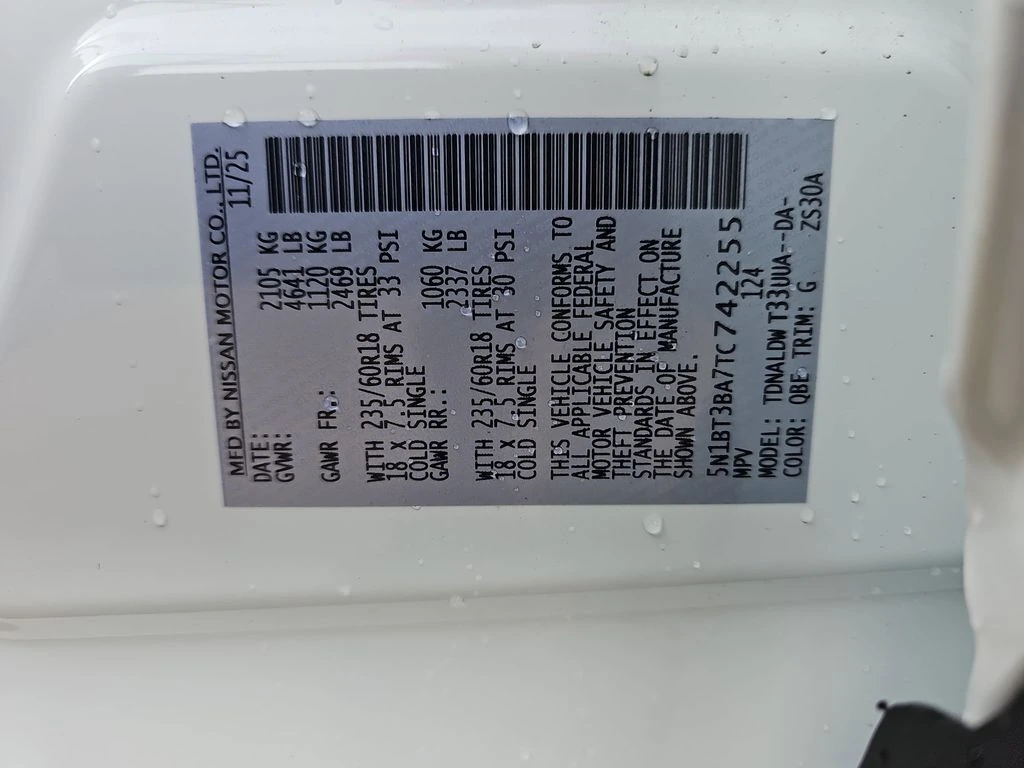 MFD BY NISSAN MOTOR CO., LTD.
DATE: 11/25
GVWR: 2105 KG
4641 LB
GAWR FR.: 1120 KG
2469 LB
WITH 235/60R18 TIRES
18 X 7.5 RIMS AT 33 PSI
COLD SINGLE
GAWR RR.: 1060 KG
2337 LB
WITH 235/60R18 TIRES
18 X 7.5 RIMS AT 30 PSI
COLD SINGLE
THIS VEHICLE CONFORMS TO
ALL APPLICABLE FEDERAL
MOTOR VEHICLE SAFETY AND
THEFT PREVENTION
STANDARDS IN EFFECT ON
THE DATE OF MANUFACTURE
SHOWN ABOVE.
5N1BT3BA7TC742255
MPV 124
MODEL: TDNALDW T33UUA--DA-
COLOR: QBE TRIM: G ZS30A